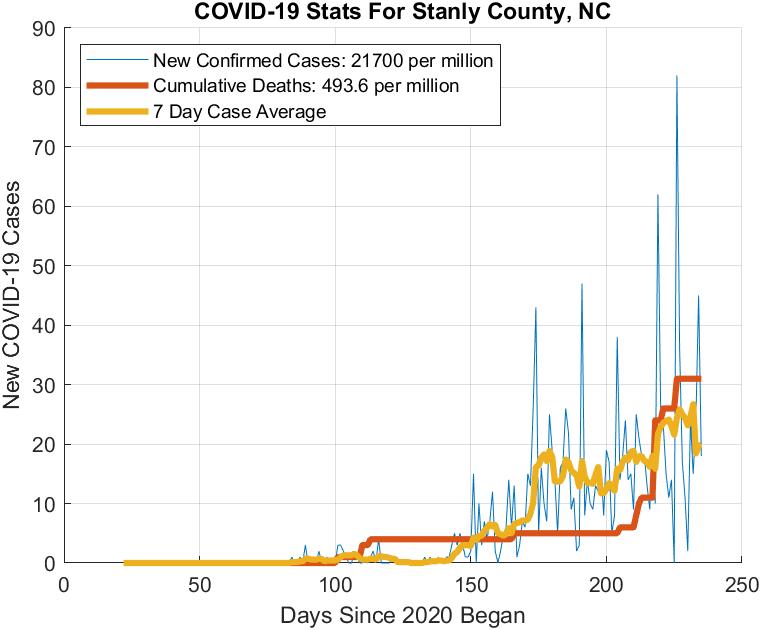 COVID-19 Stats For Stanly County, NC
90
80
70
60
50
40
30
20
10
0
New COVID-19 Cases
New Confirmed Cases: 21700 per million
Cumulative Deaths: 493.6 per million
7 Day Case Average
0 50 100 150 200 250
Days Since 2020 Began